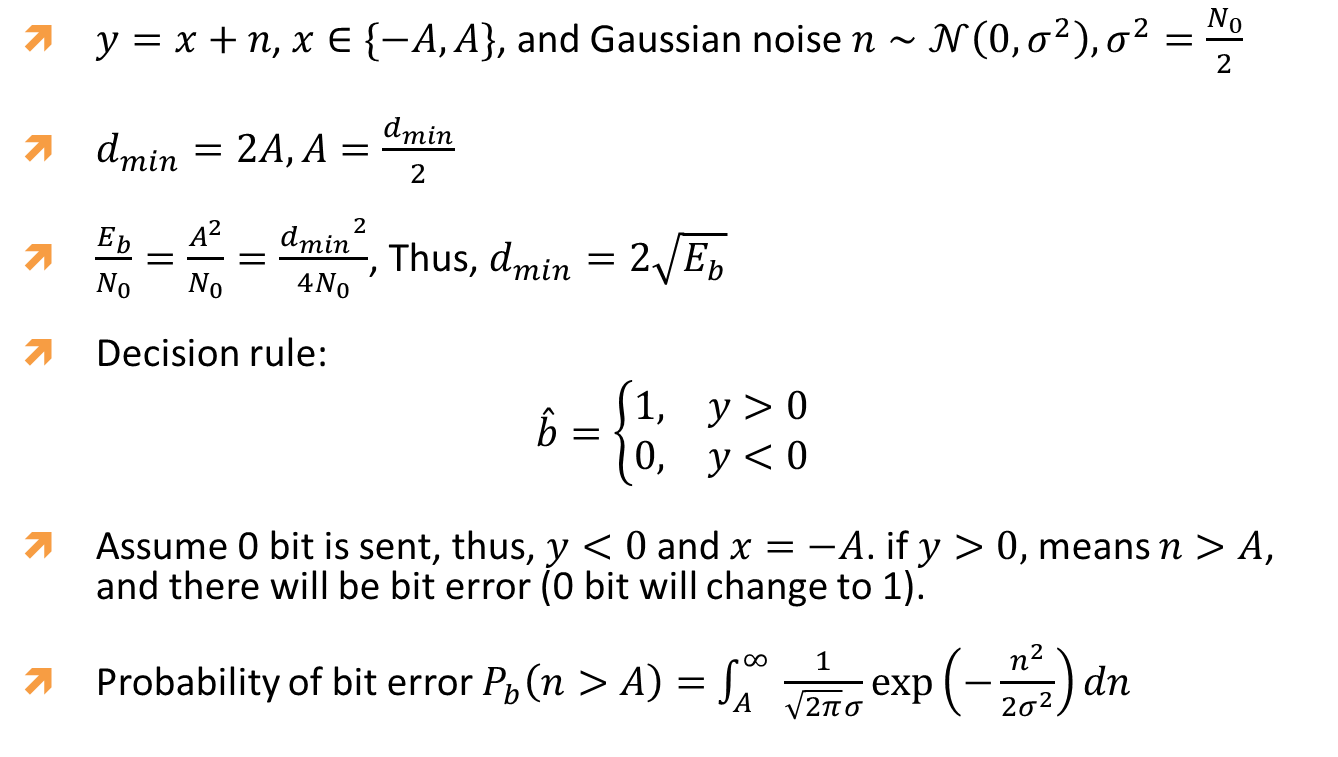 y = x + n, x ∈ {−A, A}, and Gaussian noise n ~ 𝒩(0, σ²), σ² = N₀/2
d_min = 2A, A = d_min/2
E_b/N₀ = A²/N₀ = d_min²/4N₀, Thus, d_min = 2√E_b
Decision rule:
b̂ = {1, y > 0
0, y < 0
Assume 0 bit is sent, thus, y < 0 and x = −A. if y > 0, means n > A,
and there will be bit error (0 bit will change to 1).
Probability of bit error P_b(n > A) = ∫_A^∞ 1/(√2π σ) exp(−n²/2σ²) dn